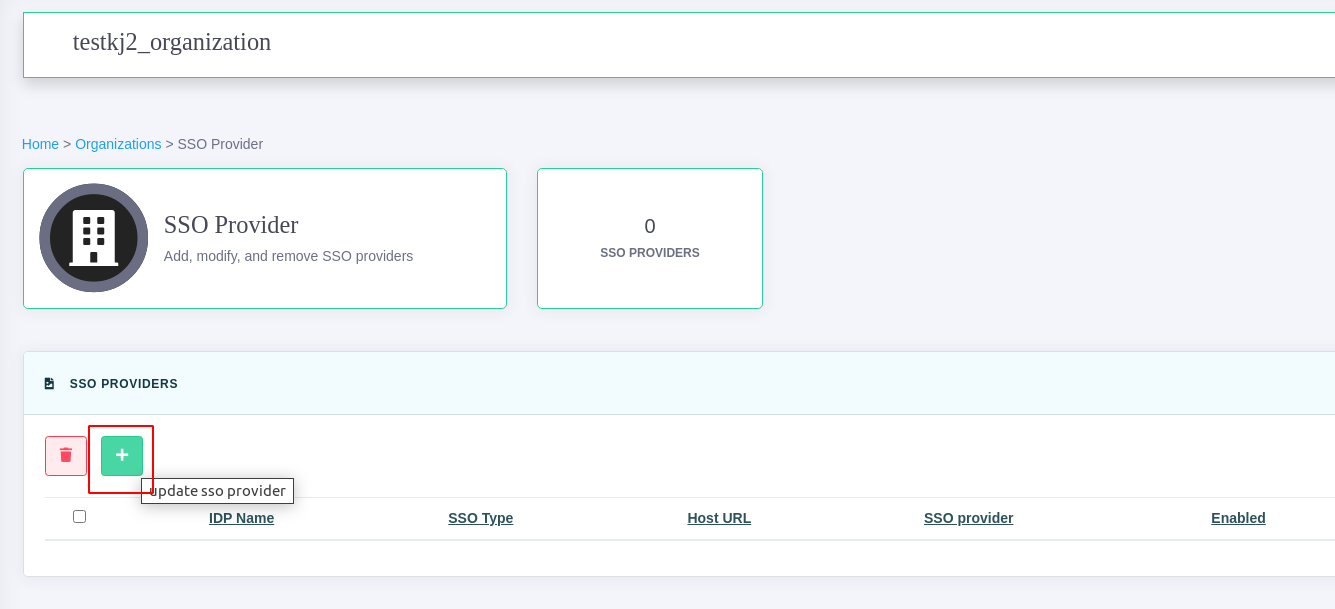 testkj2_organization
Home > Organizations > SSO Provider
SSO Provider
Add, modify, and remove SSO providers
0
SSO PROVIDERS
SSO PROVIDERS
update sso provider
IDP Name SSO Type Host URL SSO provider Enabled